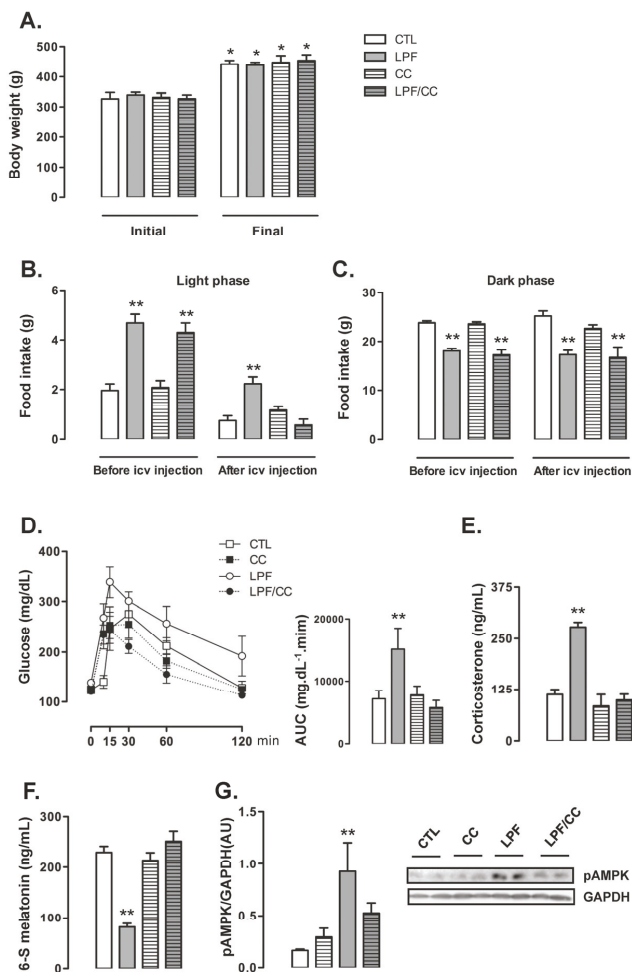 A.
Body weight (g)
500
400
300
200
100
0
* * * *
Initial
Final
CTL
LPF
CC
LPF/CC
B.
Light phase
Food intake (g)
6
4
2
0
**
**
**
Before icv injection
After icv injection
C.
Dark phase
Food intake (g)
30
20
10
0
**
**
**
**
Before icv injection
After icv injection
D.
Glucose (mg/dL)
400
300
200
100
0
15
30
60
120
min
CTL
CC
LPF
LPF/CC
AUC (mg.dL-1.mim)
20000
10000
0
**
E.
Corticosterone (ng/mL)
375
250
125
0
**
F.
6-S melatonin (ng/mL)
300
200
100
0
**
G.
pAMPK/GAPDH(AU)
1.5
1.0
0.5
0.0
**
CTL
CC
LPF
LPF/CC
pAMPK
GAPDH